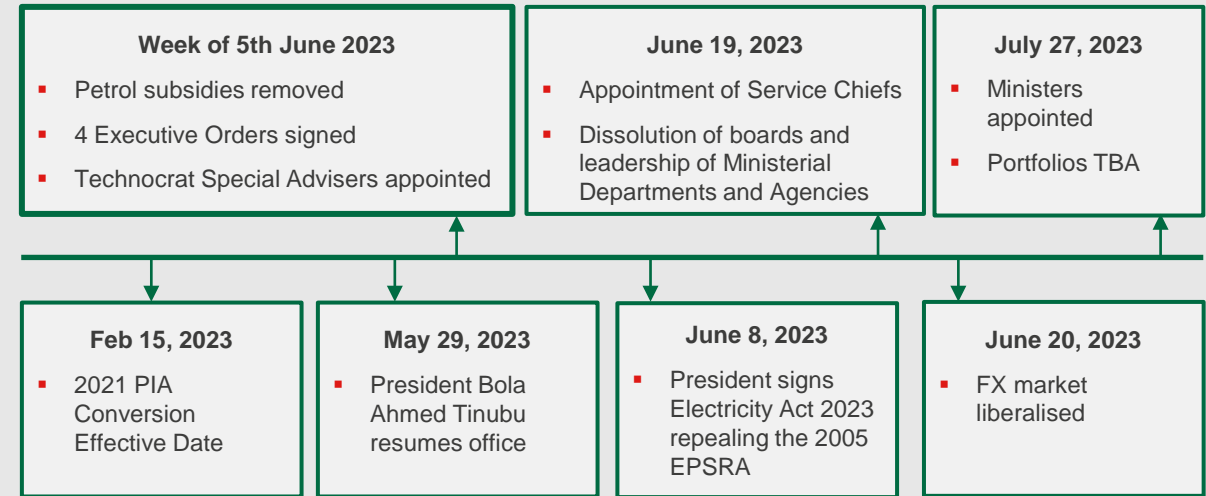 Week of 5th June 2023
▪ Petrol subsidies removed
▪ 4 Executive Orders signed
▪ Technocrat Special Advisers appointed
June 19, 2023
▪ Appointment of Service Chiefs
▪ Dissolution of boards and
leadership of Ministerial
Departments and Agencies
July 27, 2023
▪ Ministers
appointed
▪ Portfolios TBA
Feb 15, 2023
▪ 2021 PIA
Conversion
Effective Date
May 29, 2023
▪ President Bola
Ahmed Tinubu
resumes office
June 8, 2023
▪ President signs
Electricity Act 2023
repealing the 2005
EPSRA
June 20, 2023
▪ FX market
liberalised